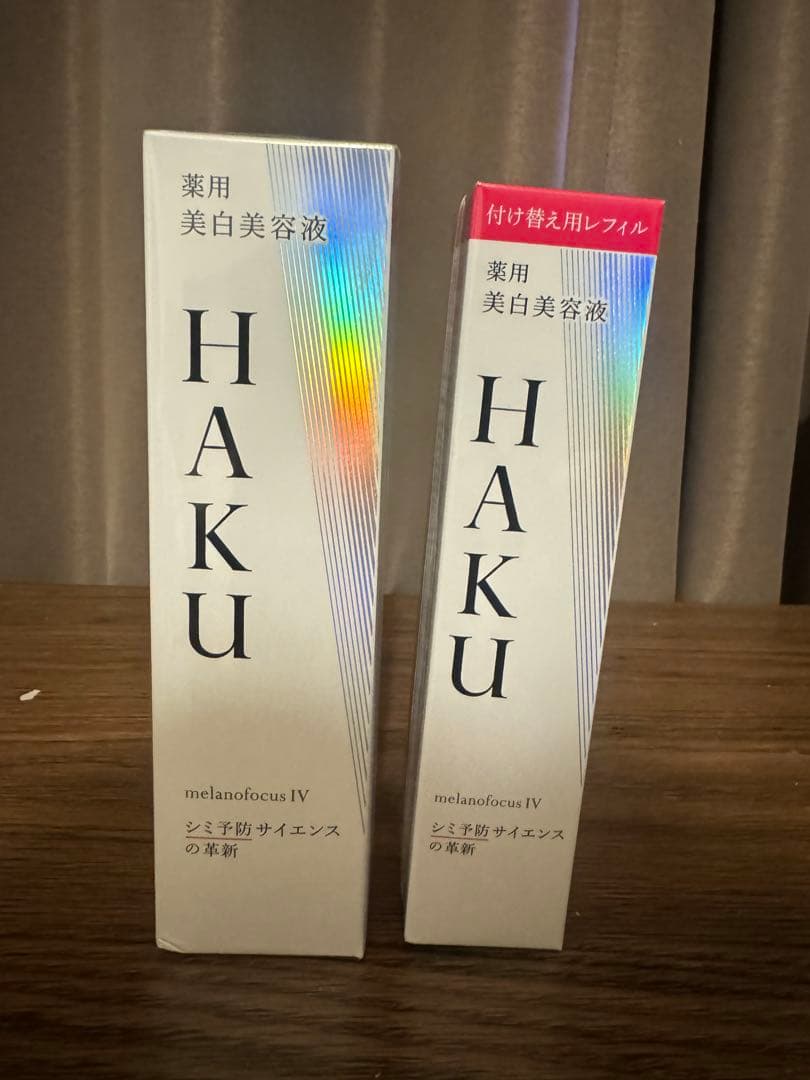 薬用
美白美容液
HAKU
melanofocus IV
シミ予防サイエンス
の革新
付け替え用レフィル
薬用
美白美容液
HAKU
melanofocus IV
シミ予防サイエンス
の革新